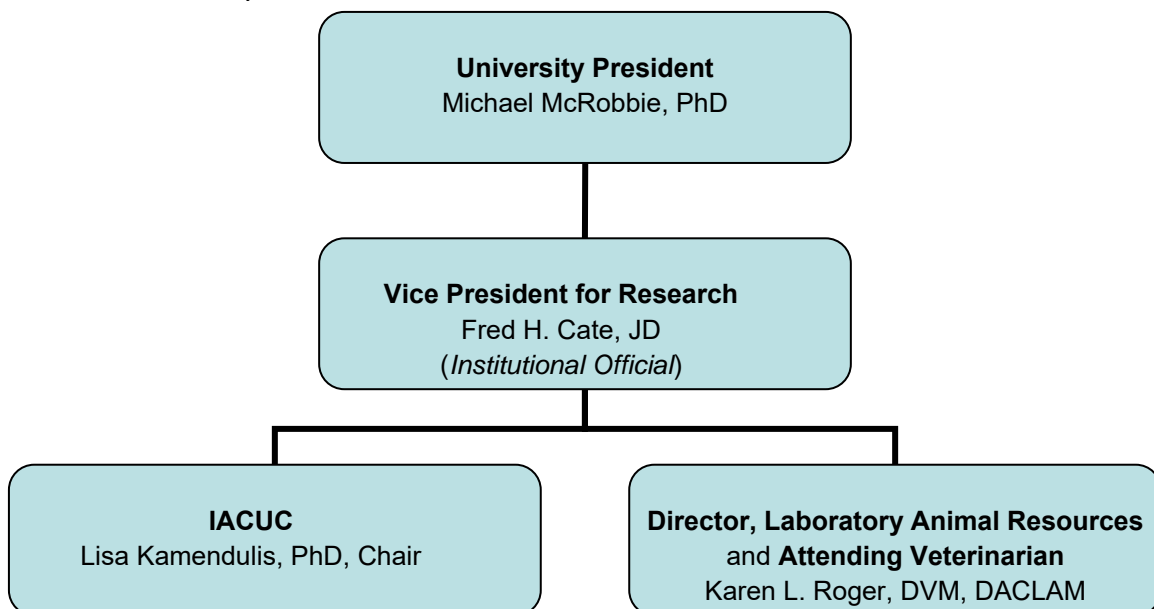 University President
Michael McRobbie, PhD
Vice President for Research
Fred H. Cate, JD
(Institutional Official)
IACUC
Lisa Kamendulis, PhD, Chair
Director, Laboratory Animal Resources
and Attending Veterinarian
Karen L. Roger, DVM, DACLAM